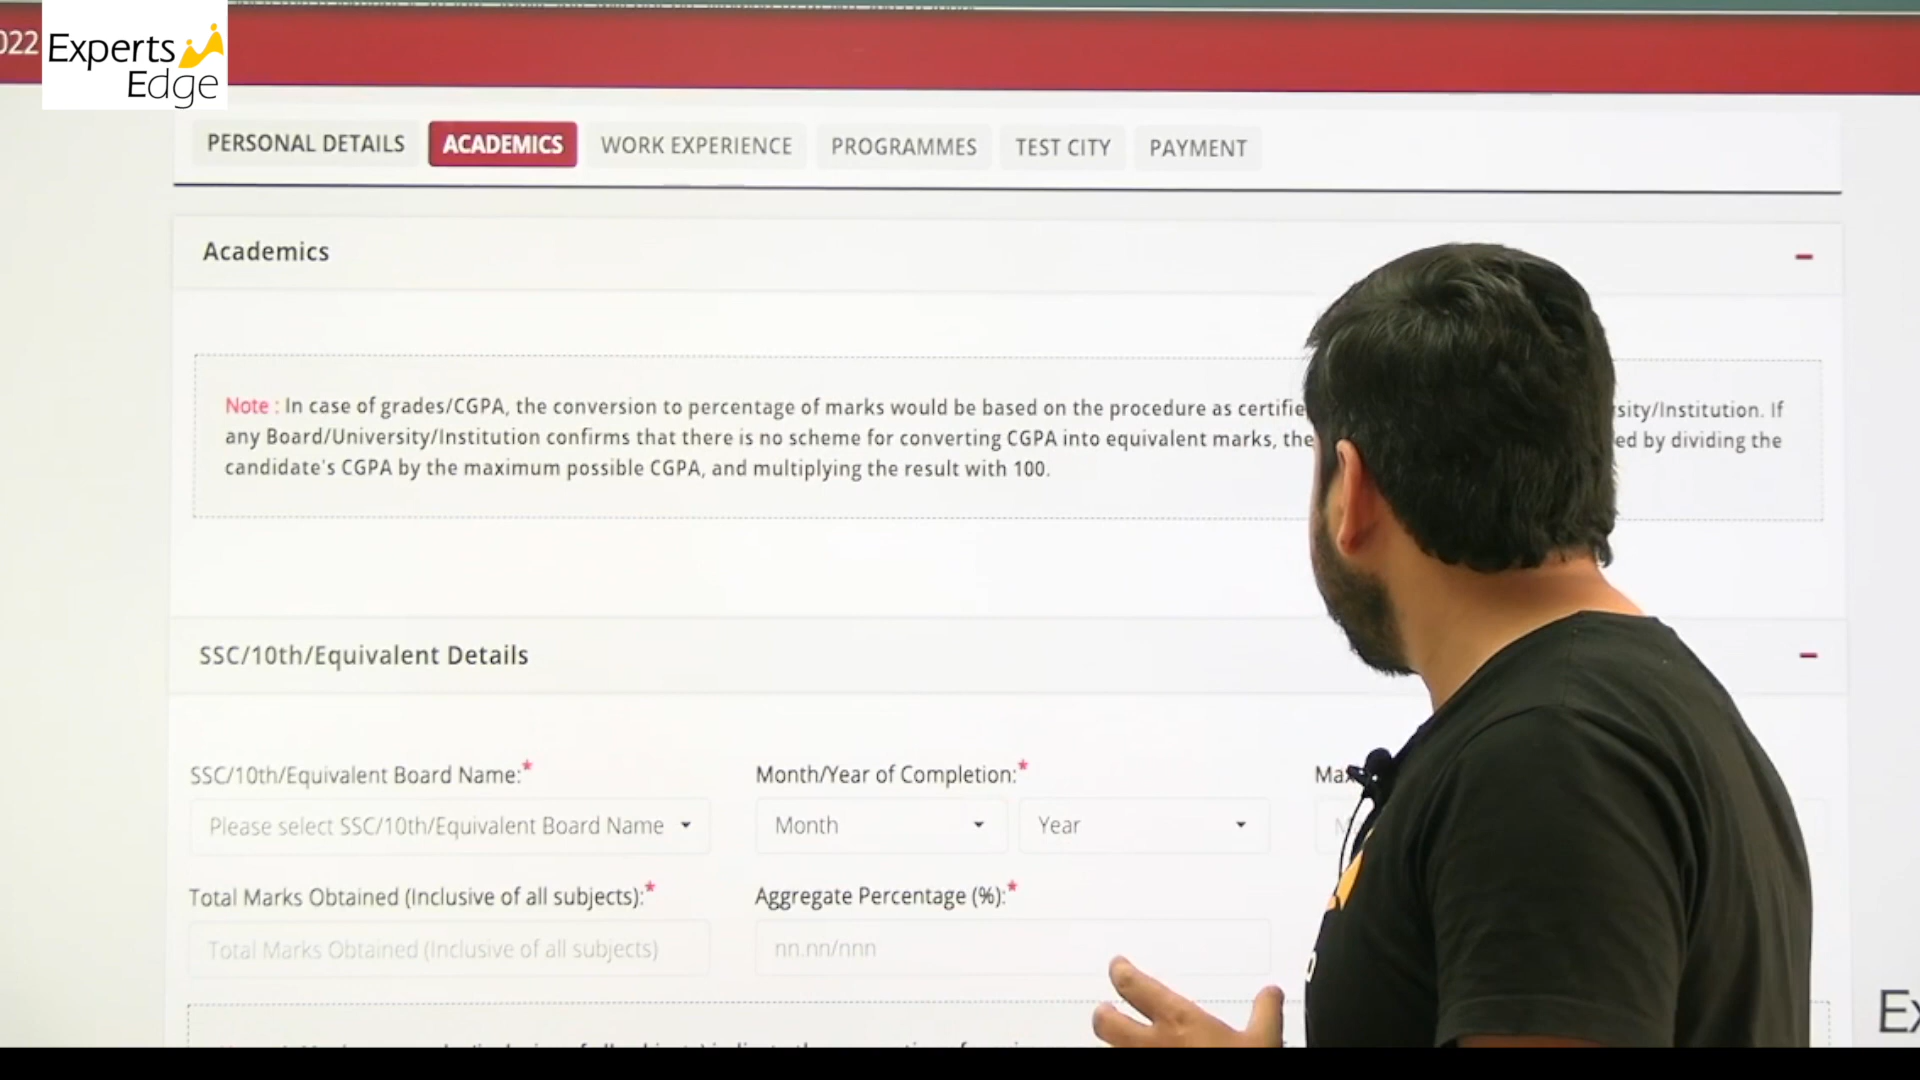 022
Experts
Edge
PERSONAL DETAILS ACADEMICS WORK EXPERIENCE PROGRAMMES TEST CITY PAYMENT
Academics
Note : In case of grades/CGPA, the conversion to percentage of marks would be based on the procedure as certifie sity/Institution. If
any Board/University/Institution confirms that there is no scheme for converting CGPA into equivalent marks, the ed by dividing the
candidate's CGPA by the maximum possible CGPA, and multiplying the result with 100.
SSC/10th/Equivalent Details
SSC/10th/Equivalent Board Name:* Month/Year of Completion:* Max
Please select SSC/10th/Equivalent Board Name Month Year M
Total Marks Obtained (Inclusive of all subjects):* Aggregate Percentage (%):*
Total Marks Obtained (Inclusive of all subjects) nn.nn/nnn
Ex